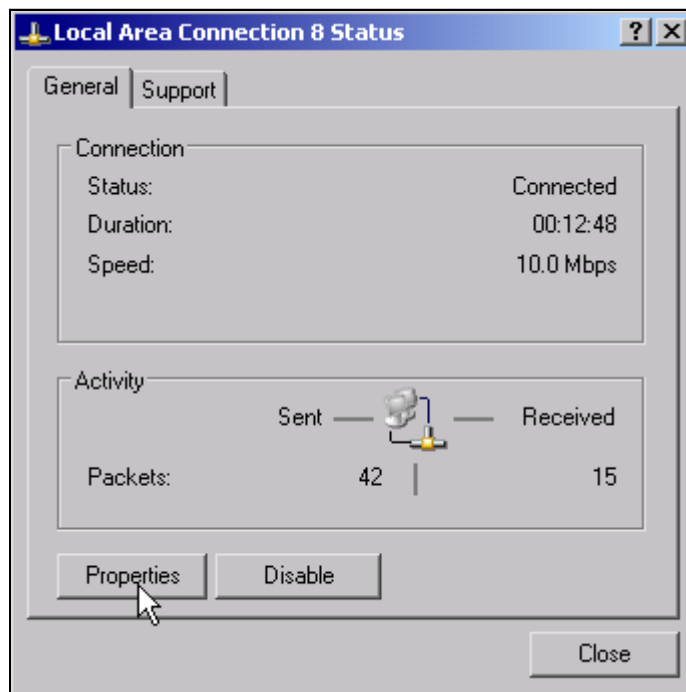 Local Area Connection 8 Status
General Support
Connection
Status: Connected
Duration: 00:12:48
Speed: 10.0 Mbps
Activity
Sent Received
Packets: 42 15
Properties Disable
Close